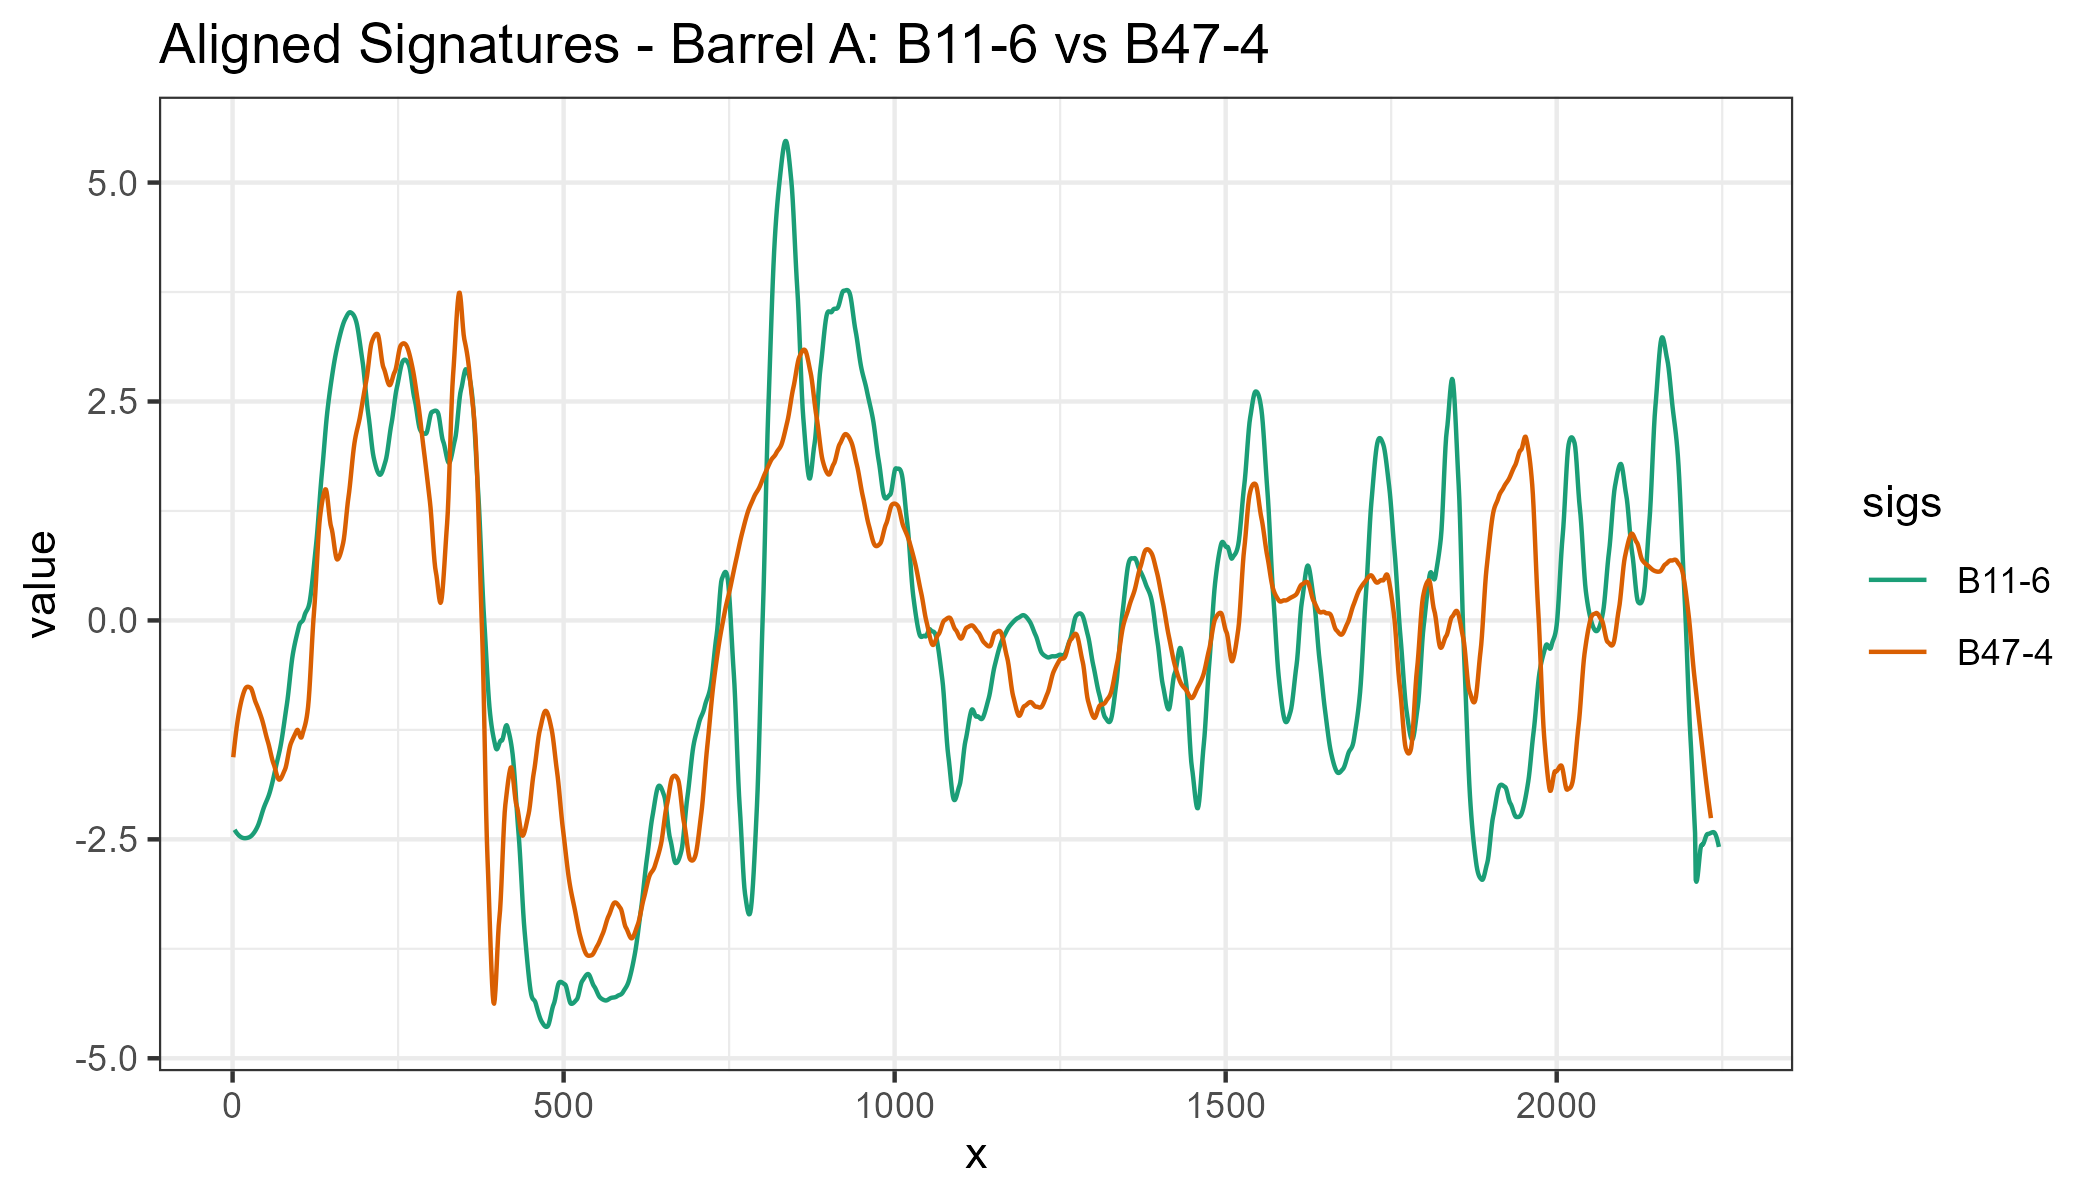 Aligned Signatures - Barrel A: B11-6 vs B47-4
value
5.0
2.5
0.0
-2.5
-5.0
0 500 1000 1500 2000
x
sigs
B11-6
B47-4